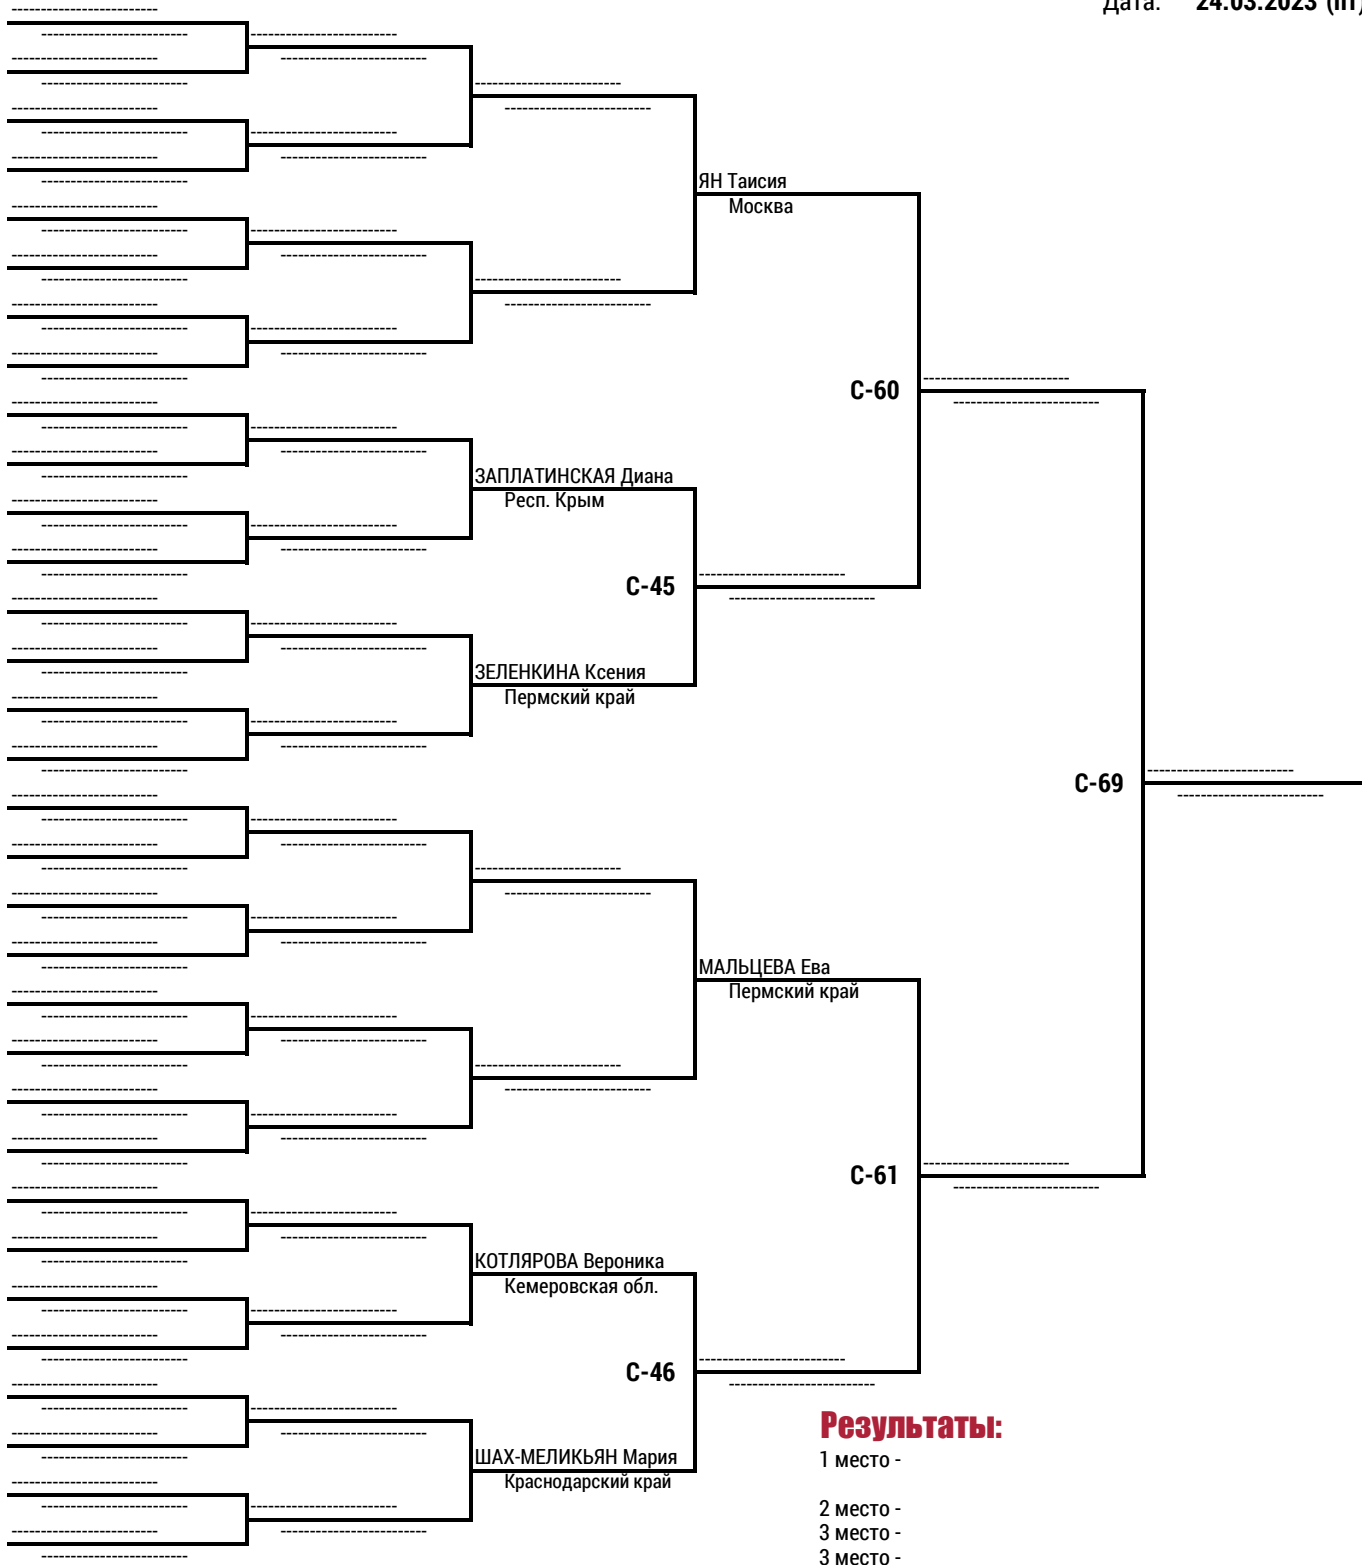 Дата: 24.03.2023 (пт)
ЯН Таисия
Москва
C-60
ЗАПЛАТИНСКАЯ Диана
Респ. Крым
C-45
ЗЕЛЕНКИНА Ксения
Пермский край
C-69
МАЛЬЦЕВА Ева
Пермский край
C-61
КОТЛЯРОВА Вероника
Кемеровская обл.
C-46
ШАХ-МЕЛИКЬЯН Мария
Краснодарский край
Результаты:
1 место -
2 место -
3 место -
3 место -